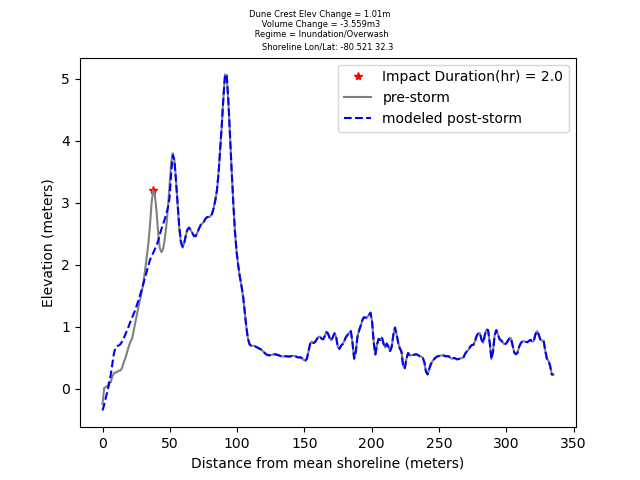 Dune Crest Elev Change = 1.01m
Volume Change = -3.559m3
Regime = Inundation/Overwash
Shoreline Lon/Lat: -80.521 32.3
Impact Duration(hr) = 2.0
pre-storm
modeled post-storm
Elevation (meters)
5
4
3
2
1
0
0 50 100 150 200 250 300 350
Distance from mean shoreline (meters)